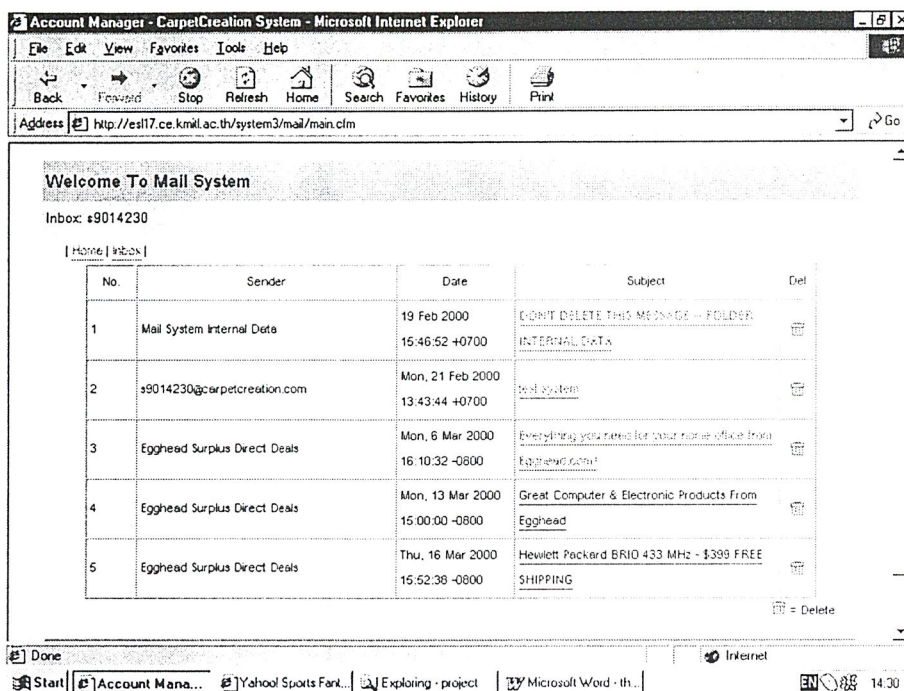 Account Manager - CarpetCreation System - Microsoft Internet Explorer
File Edit View Favorites Tools Help
Back Forward Stop Refresh Home Search Favorites History Print
Address http://esl17.ce.kmitl.ac.th/system3/mail/main.cfm Go
Welcome To Mail System
Inbox: s9014230
| Home | Inbox |
No. Sender Date Subject Del
1 Mail System Internal Data 19 Feb 2000 15:46:52 +0700 DON'T DELETE THIS MESSAGE -- FOLDER INTERNAL DATA
2 s9014230@carpetcreation.com Mon, 21 Feb 2000 13:43:44 +0700 test system
3 Egghead Surplus Direct Deals Mon, 6 Mar 2000 16:10:32 -0800 Everything you need for your home office from Egghead.com!
4 Egghead Surplus Direct Deals Mon, 13 Mar 2000 15:00:00 -0800 Great Computer & Electronic Products From Egghead
5 Egghead Surplus Direct Deals Thu, 16 Mar 2000 15:52:38 -0800 Hewlett Packard BRIO 433 MHz - $399 FREE SHIPPING
= Delete
Done Internet
Start Account Mana... Yahoo! Sports Fant... Exploring - project Microsoft Word - th... EN 14:30